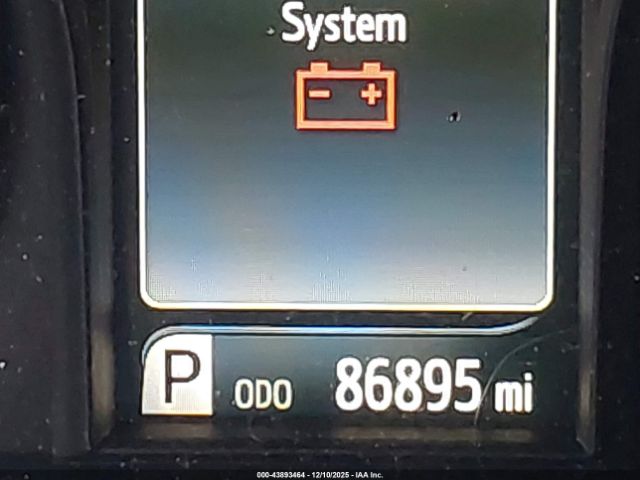 System
- +
P ODO 86895 mi
000-43893464 - 12/10/2025 - IAA Inc.